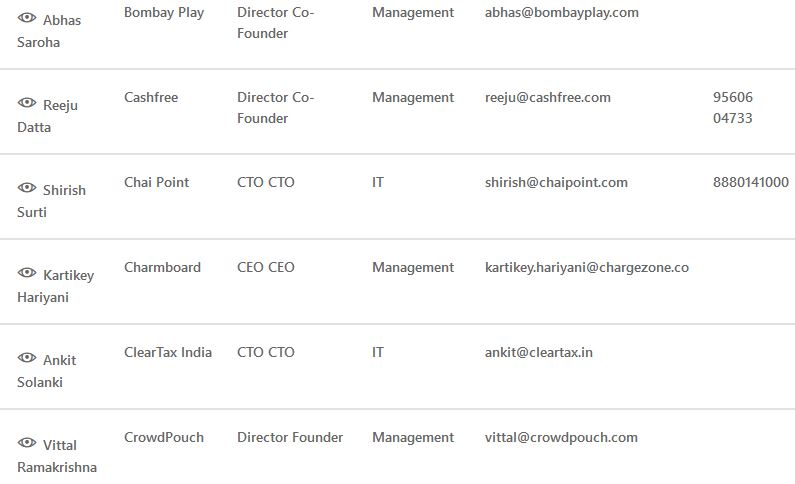 Abhas Saroha Bombay Play Director Co-Founder Management abhas@bombayplay.com
Reeju Datta Cashfree Director Co-Founder Management reeju@cashfree.com 95606 04733
Shirish Surti Chai Point CTO CTO IT shirish@chaipoint.com 8880141000
Kartikey Hariyani Charmboard CEO CEO Management kartikey.hariyani@chargezone.co
Ankit Solanki ClearTax India CTO CTO IT ankit@cleartax.in
Vittal Ramakrishna CrowdPouch Director Founder Management vittal@crowdpouch.com